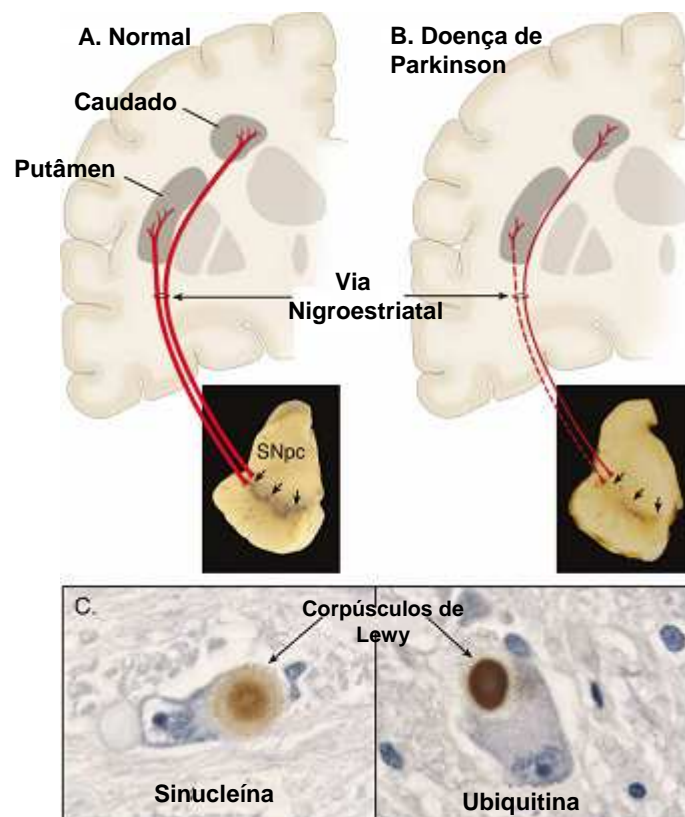 A. Normal
B. Doença de
Parkinson
Caudado
Putâmen
Via
Nigroestriatal
SNpc
C.
Corpúsculos de
Lewy
Sinucleína
Ubiquitina